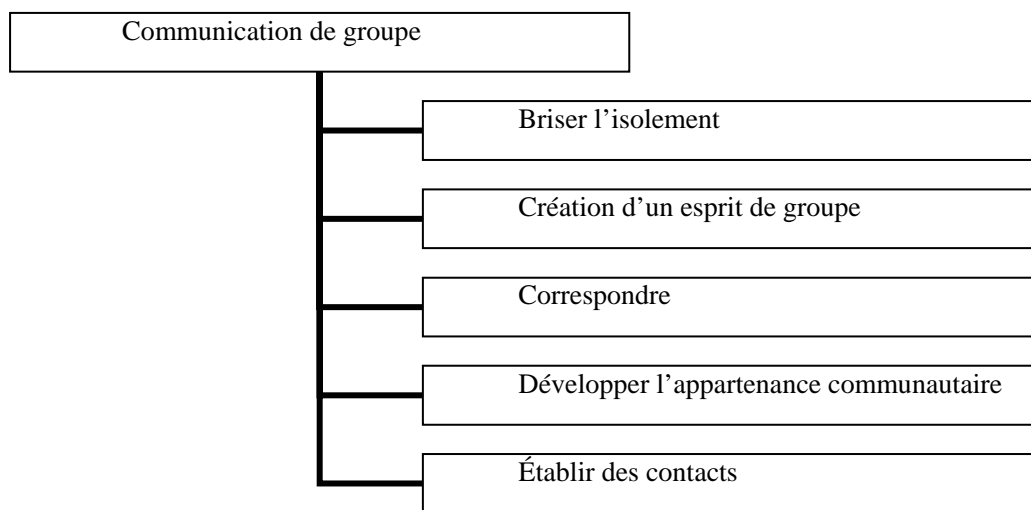 Communication de groupe
Briser l’isolement
Création d’un esprit de groupe
Correspondre
Développer l’appartenance communautaire
Établir des contacts